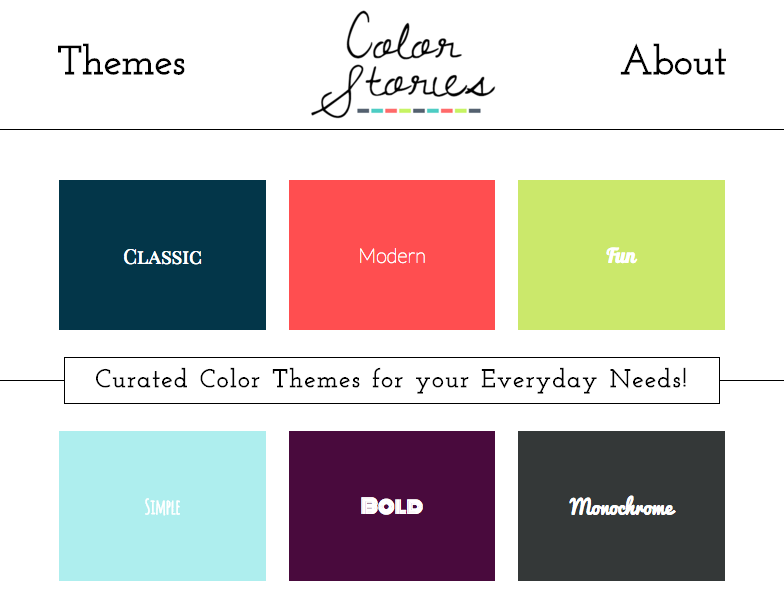 Themes
Color
Stories
About
Classic
Modern
Fun
Curated Color Themes for your Everyday Needs!
Simple
Bold
Monochrome